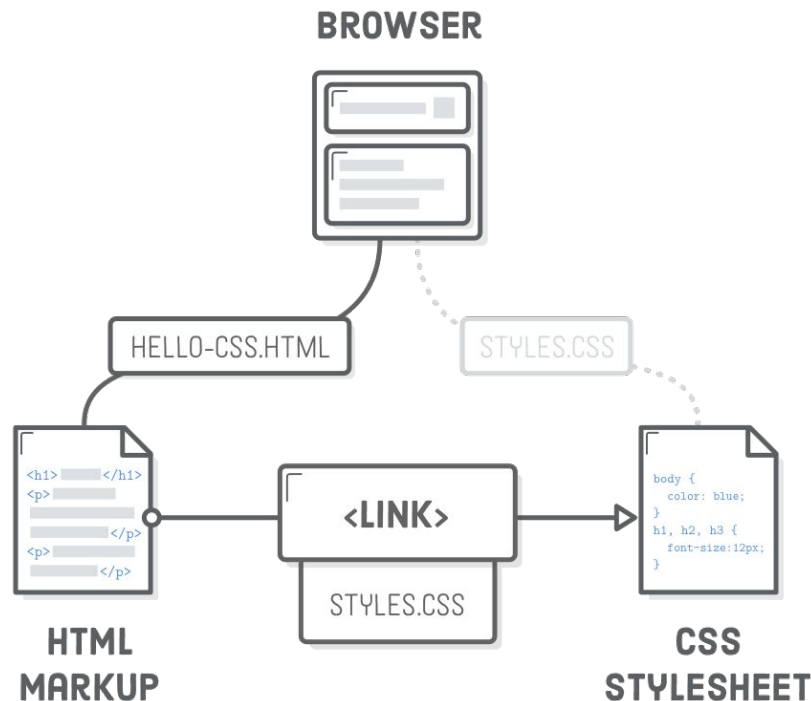 BROWSER
HELLO-CSS.HTML
STYLES.CSS
<h1> </h1>
<p>
</p>
<p>
</p>
<LINK>
STYLES.CSS
body {
color: blue;
}
h1, h2, h3 {
font-size:12px;
}
HTML
MARKUP
CSS
STYLESHEET